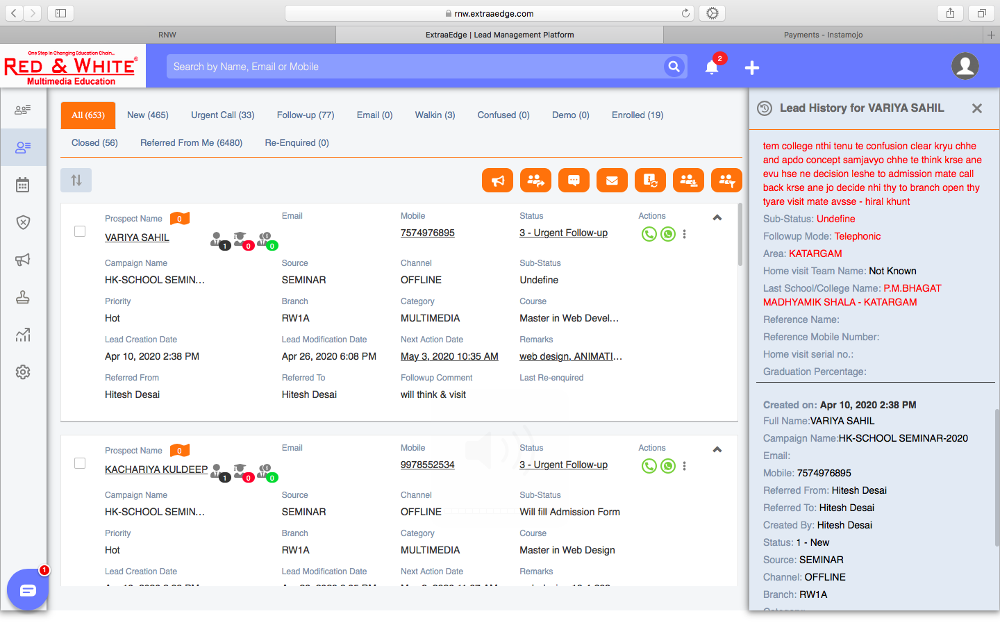 rnw.extraaedge.com
RNW
ExtraaEdge | Lead Management Platform
Payments - Instamojo
One Step In Changing Education Chain...
RED & WHITE®
Multimedia Education
Search by Name, Email or Mobile
2
All (653)
New (465)
Urgent Call (33)
Follow-up (77)
Email (0)
Walkin (3)
Confused (0)
Demo (0)
Enrolled (19)
Closed (56)
Referred From Me (6480)
Re-Enquired (0)
Prospect Name 0
Email
Mobile
Status
Actions
VARIYA SAHIL
1 0 0
7574976895
3 - Urgent Follow-up
Campaign Name
Source
Channel
Sub-Status
HK-SCHOOL SEMIN...
SEMINAR
OFFLINE
Undefine
Priority
Branch
Category
Course
Hot
RW1A
MULTIMEDIA
Master in Web Devel...
Lead Creation Date
Lead Modification Date
Next Action Date
Remarks
Apr 10, 2020 2:38 PM
Apr 26, 2020 6:08 PM
May 3, 2020 10:35 AM
web design, ANIMATI...
Referred From
Referred To
Followup Comment
Last Re-enquired
Hitesh Desai
Hitesh Desai
will think & visit
Prospect Name 0
Email
Mobile
Status
Actions
KACHARIYA KULDEEP
1 0 0
9978552534
3 - Urgent Follow-up
Campaign Name
Source
Channel
Sub-Status
HK-SCHOOL SEMIN...
SEMINAR
OFFLINE
Will fill Admission Form
Priority
Branch
Category
Course
Hot
RW1A
MULTIMEDIA
Master in Web Design
Lead Creation Date
Lead Modification Date
Next Action Date
Remarks
1
Lead History for VARIYA SAHIL
tem college nthi tenu te confusion clear kryu chhe
and apdo concept samjavyo chhe te think krse ane
evu hse ne decision leshe to admission mate call
back krse ane jo decide nhi thy to branch open thy
tyare visit mate avsse - hiral khunt
Sub-Status: Undefine
Followup Mode: Telephonic
Area: KATARGAM
Home visit Team Name: Not Known
Last School/College Name: P.M.BHAGAT
MADHYAMIK SHALA - KATARGAM
Reference Name:
Reference Mobile Number:
Home visit serial no.:
Graduation Percentage:
Created on: Apr 10, 2020 2:38 PM
Full Name:VARIYA SAHIL
Campaign Name:HK-SCHOOL SEMINAR-2020
Email:
Mobile: 7574976895
Referred From: Hitesh Desai
Referred To: Hitesh Desai
Created By: Hitesh Desai
Status: 1 - New
Source: SEMINAR
Channel: OFFLINE
Branch: RW1A